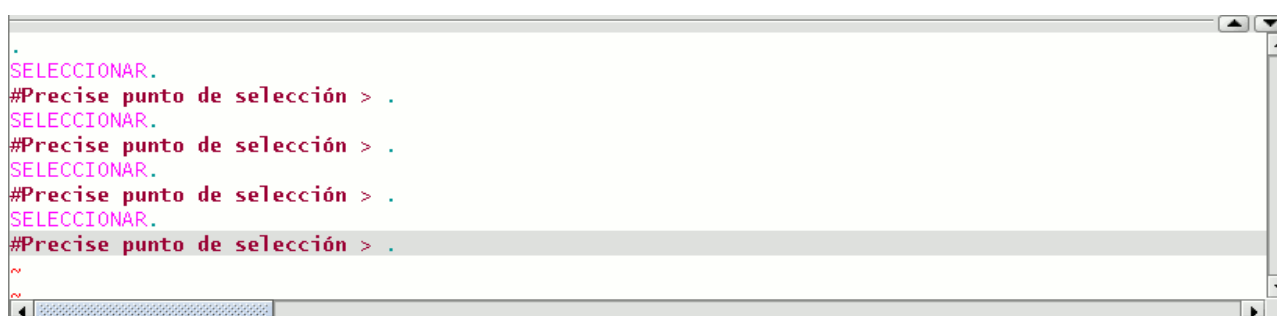 .
SELECCIONAR.
#Precise punto de selección > .
SELECCIONAR.
#Precise punto de selección > .
SELECCIONAR.
#Precise punto de selección > .
SELECCIONAR.
#Precise punto de selección > .
~
~